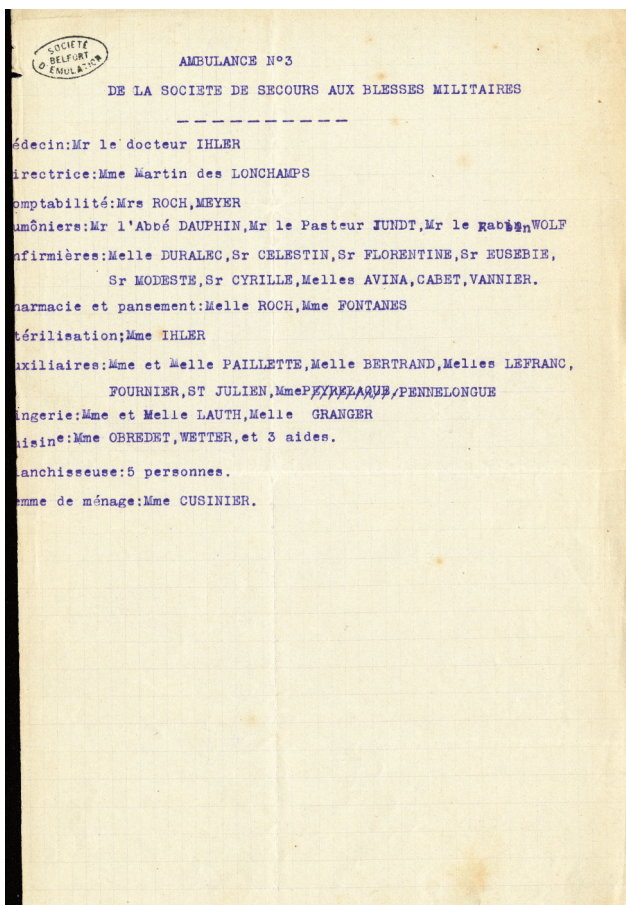 SOCIÉTÉ
BELFORT
D'EMULATION
AMBULANCE N°3
DE LA SOCIETE DE SECOURS AUX BLESSES MILITAIRES
----------
édecin:Mr le docteur IHLER
irectrice:Mme Martin des LONCHAMPS
omptabilité:Mrs ROCH,MEYER
umôniers:Mr l'Abbé DAUPHIN,Mr le Pasteur JUNDT,Mr le Rabbin WOLF
nfirmières:Melle DURALEC,Sr CELESTIN,Sr FLORENTINE,Sr EUSEBIE,
Sr MODESTE,Sr CYRILLE,Melles AVINA,CABET,VANNIER.
harmacie et pansement:Melle ROCH,Mme FONTANES
térilisation;Mme IHLER
uxiliaires:Mme et Melle PAILLETTE,Melle BERTRAND,Melles LEFRANC,
FOURNIER,ST JULIEN,Mme PENNELONGUE
ingerie:Mme et Melle LAUTH,Melle GRANGER
uisine:Mme OBREDET,WETTER,et 3 aides.
lanchisseuse:5 personnes.
emme de ménage:Mme CUSINIER.